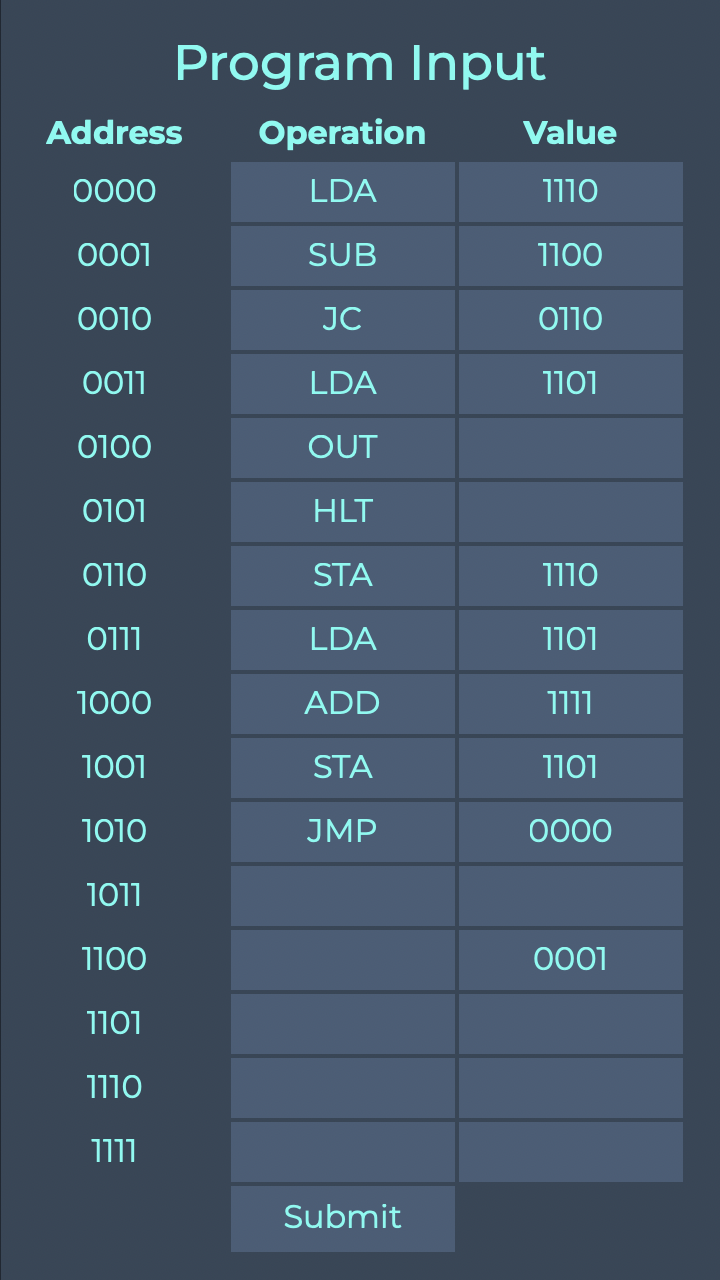 Program Input
Address Operation Value
0000 LDA 1110
0001 SUB 1100
0010 JC 0110
0011 LDA 1101
0100 OUT
0101 HLT
0110 STA 1110
0111 LDA 1101
1000 ADD 1111
1001 STA 1101
1010 JMP 0000
1011
1100 0001
1101
1110
1111
Submit